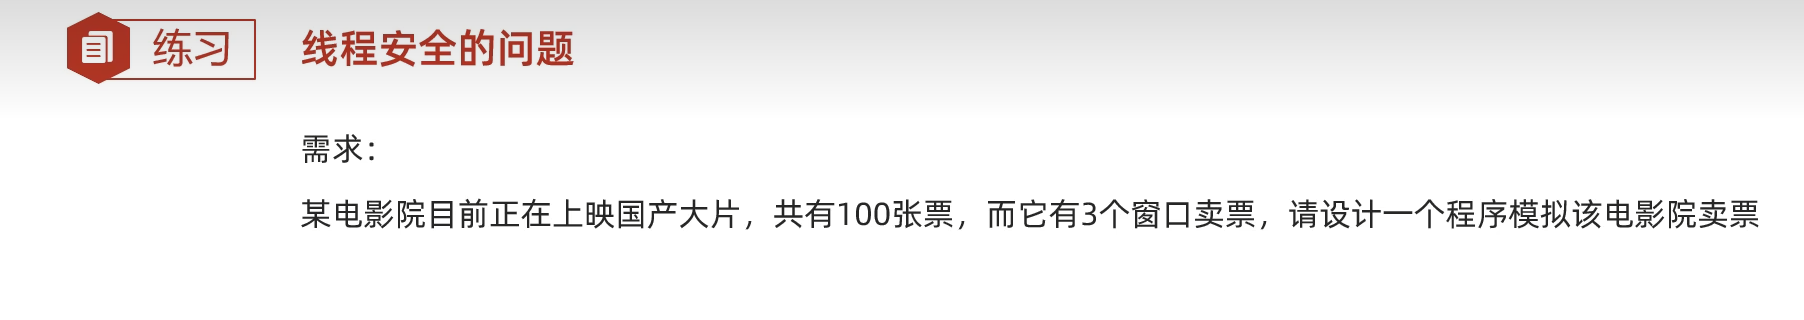 练习 线程安全的问题
需求：
某电影院目前正在上映国产大片，共有100张票，而它有3个窗口卖票，请设计一个程序模拟该电影院卖票